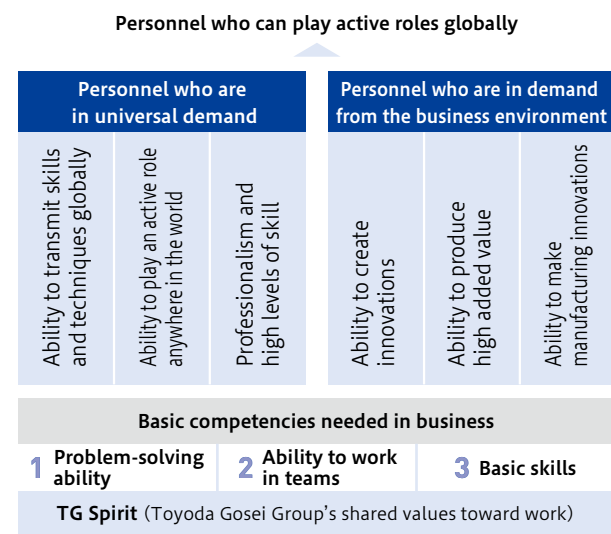 Personnel who can play active roles globally
Personnel who are
in universal demand
Personnel who are in demand
from the business environment
Ability to transmit skills
and techniques globally
Ability to play an active role
anywhere in the world
Professionalism and
high levels of skill
Ability to create
innovations
Ability to produce
high added value
Ability to make
manufacturing innovations
Basic competencies needed in business
1 Problem-solving
ability
2 Ability to work
in teams
3 Basic skills
TG Spirit (Toyoda Gosei Group's shared values toward work)